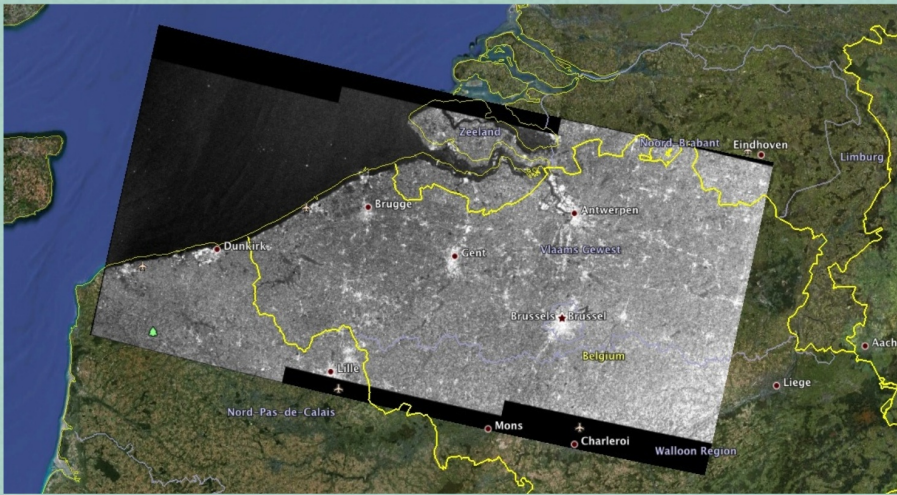 Zeeland
Noord-Brabant
Eindhoven
Limburg
Brugge
Antwerpen
Dunkirk
Gent
Vlaams Gewest
Brussels
Brussel
Belgium
Aach
Lille
Liege
Nord-Pas-de-Calais
Mons
Charleroi
Walloon Region